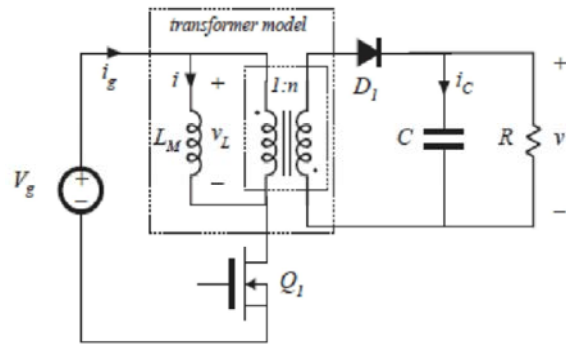 transformer model
i_g
i
+
1:n
D_1
i_C
+
L_M
v_L
C
R
v
V_g
+
−
−
−
Q_1